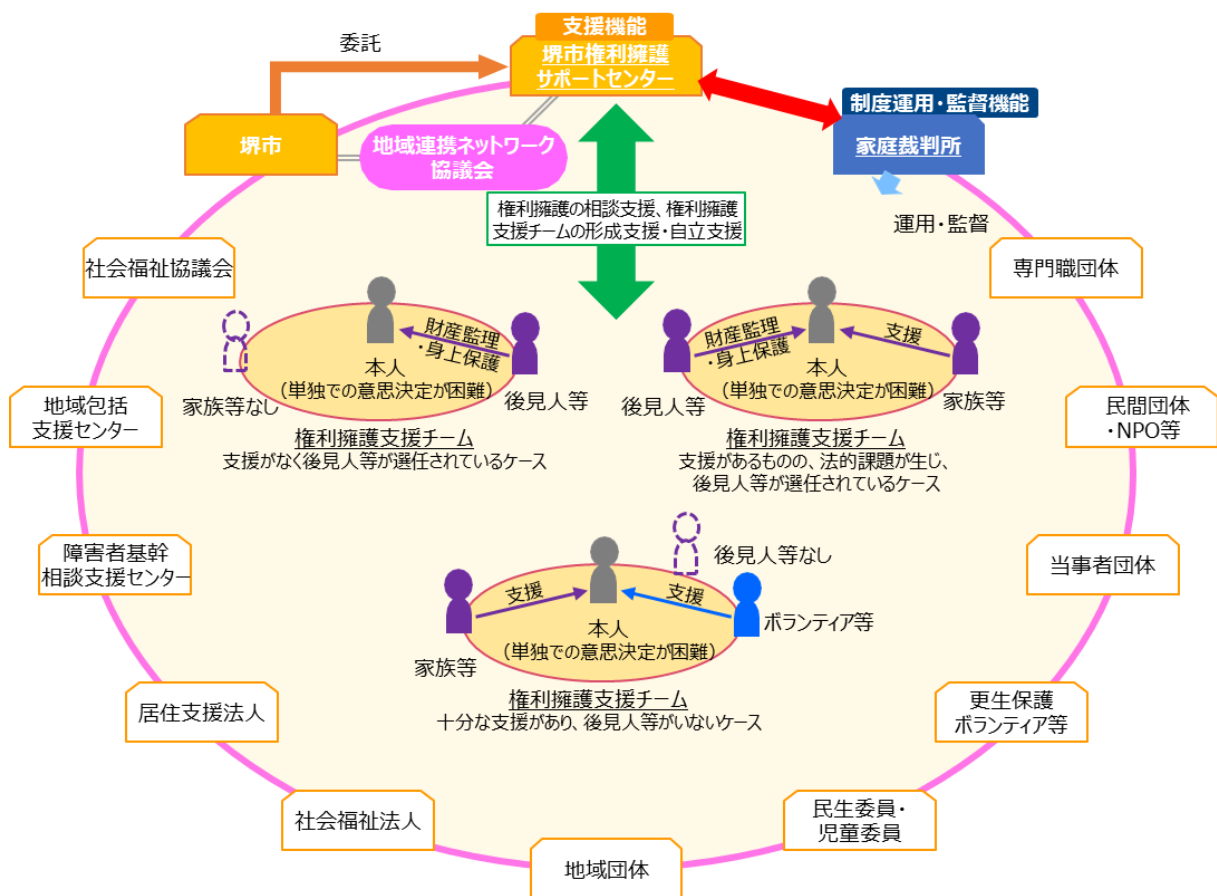 支援機能
堺市権利擁護
サポートセンター
委託
制度運用・監督機能
家庭裁判所
堺市
地域連携ネットワーク
協議会
権利擁護の相談支援、権利擁護
支援チームの形成支援・自立支援
運用・監督
社会福祉協議会
専門職団体
財産監理
・身上保護
本人
(単独での意思決定が困難)
家族等なし
後見人等
権利擁護支援チーム
支援がなく後見人等が選任されているケース
財産監理
・身上保護
支援
本人
(単独での意思決定が困難)
後見人等
家族等
権利擁護支援チーム
支援があるものの、法的課題が生じ、
後見人等が選任されているケース
地域包括
支援センター
民間団体
・NPO等
障害者基幹
相談支援センター
当事者団体
後見人等なし
支援
支援
本人
(単独での意思決定が困難)
ボランティア等
家族等
権利擁護支援チーム
十分な支援があり、後見人等がいないケース
居住支援法人
更生保護
ボランティア等
社会福祉法人
民生委員・
児童委員
地域団体